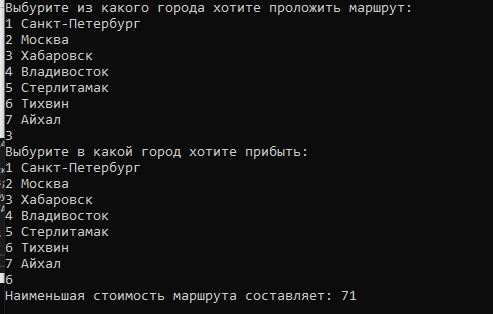 Выбурите из какого города хотите проложить маршрут:
1 Санкт-Петербург
2 Москва
3 Хабаровск
4 Владивосток
5 Стерлитамак
6 Тихвин
7 Айхал
3
Выбурите в какой город хотите прибыть:
1 Санкт-Петербург
2 Москва
3 Хабаровск
4 Владивосток
5 Стерлитамак
6 Тихвин
7 Айхал
6
Наименьшая стоимость маршрута составляет: 71